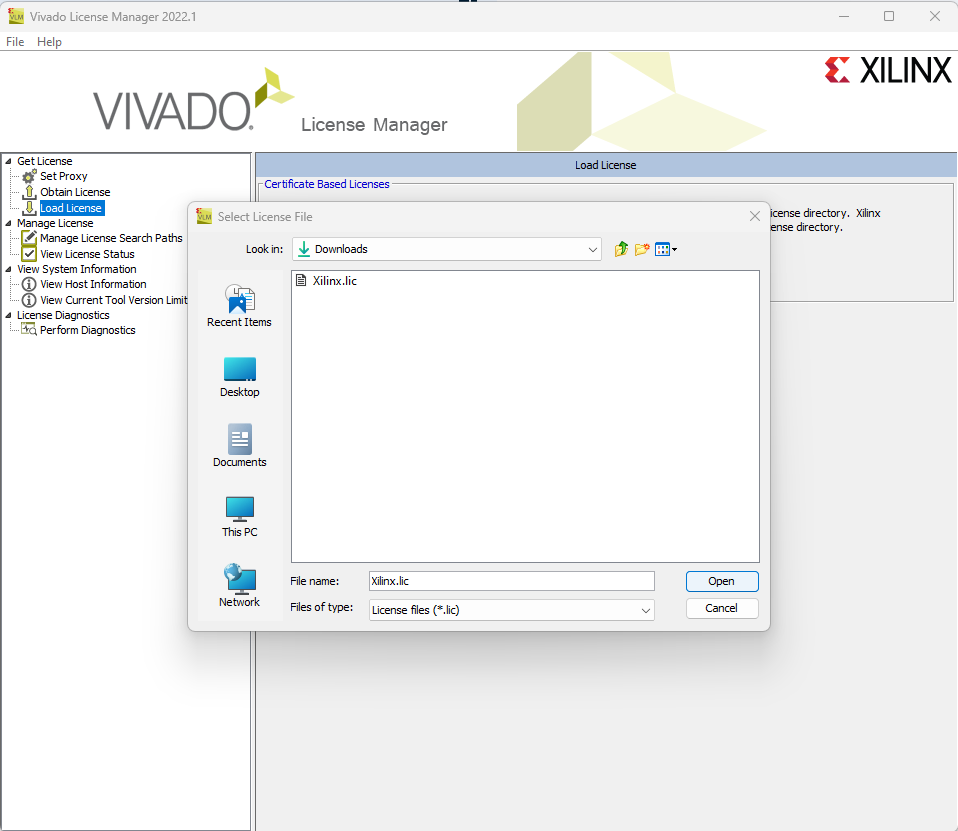 Vivado License Manager 2022.1
File Help
VIVADO. License Manager
XILINX
Get License
Set Proxy
Obtain License
Load License
Manage License
Manage License Search Paths
View License Status
View System Information
View Host Information
View Current Tool Version Limit
License Diagnostics
Perform Diagnostics
Load License
Certificate Based Licenses
icense directory. Xilinx
ense directory.
VLM Select License File
Look in: Downloads
Xilinx.lic
Recent Items
Desktop
Documents
This PC
Network
File name: Xilinx.lic Open
Files of type: License files (*.lic) Cancel